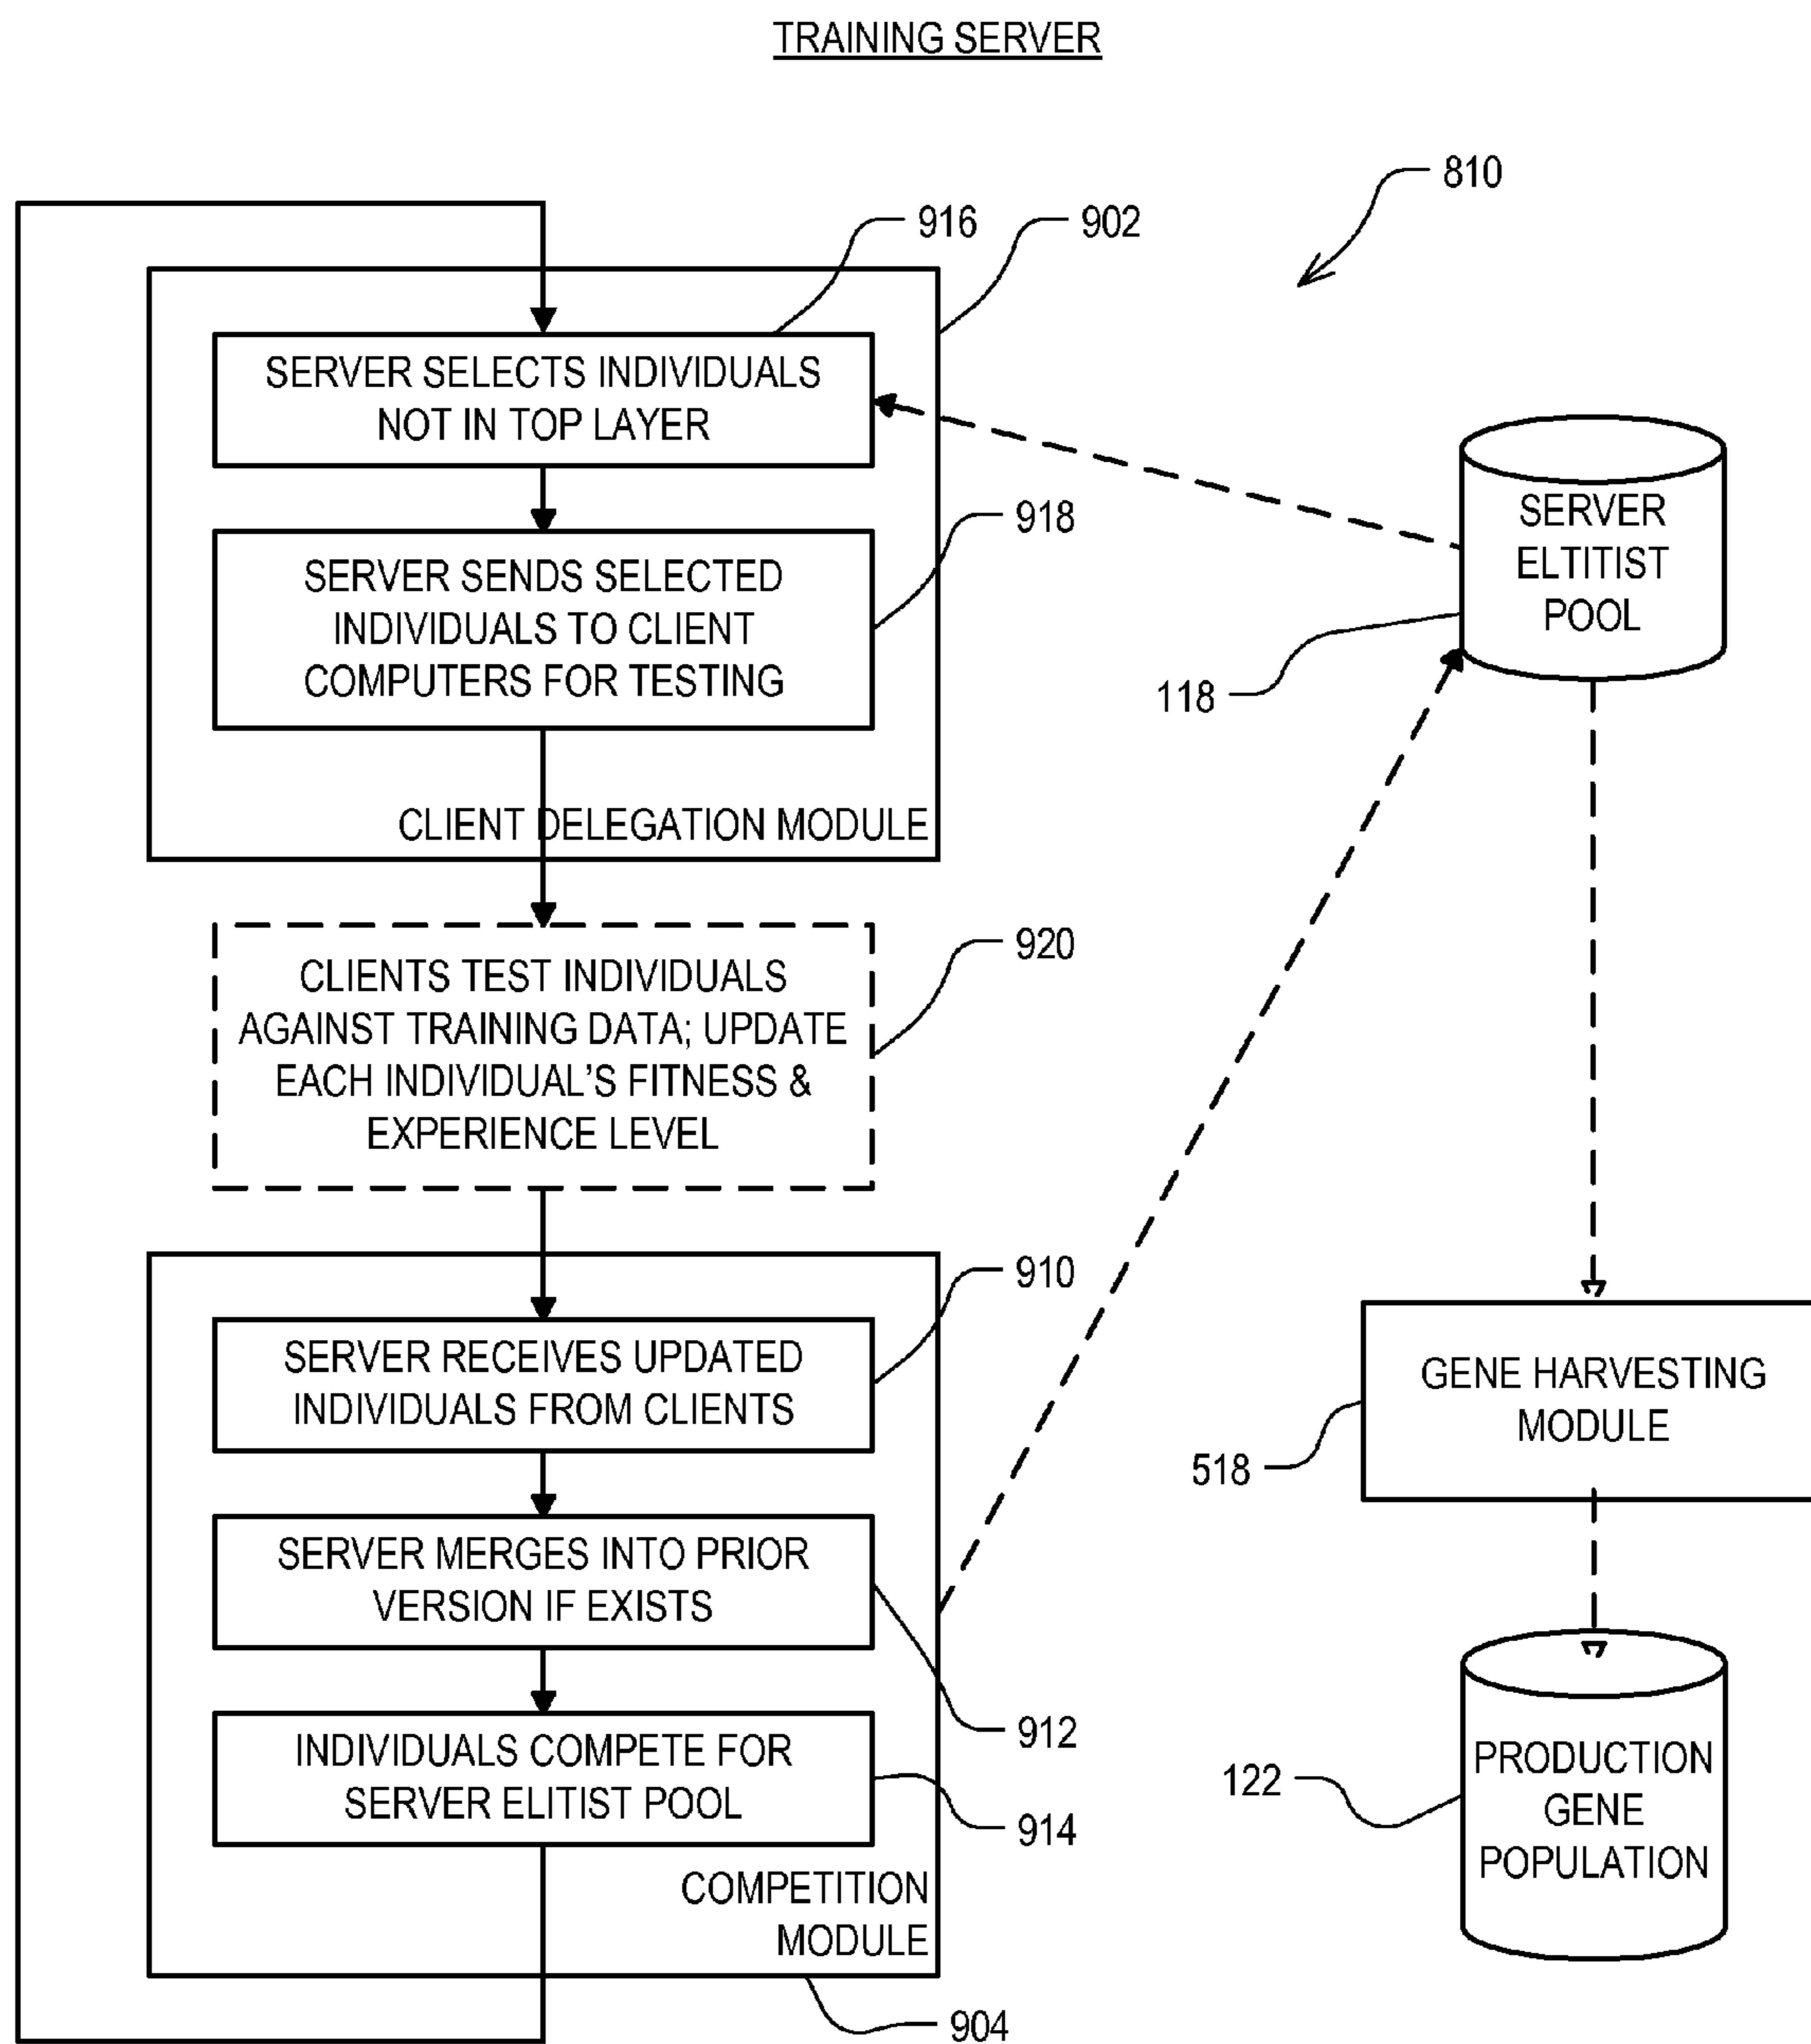 TRAINING SERVER
810
916
902
SERVER SELECTS INDIVIDUALS
NOT IN TOP LAYER
918
SERVER SENDS SELECTED
INDIVIDUALS TO CLIENT
COMPUTERS FOR TESTING
CLIENT DELEGATION MODULE
SERVER
ELTITIST
POOL
118
920
CLIENTS TEST INDIVIDUALS
AGAINST TRAINING DATA; UPDATE
EACH INDIVIDUAL'S FITNESS &
EXPERIENCE LEVEL
910
SERVER RECEIVES UPDATED
INDIVIDUALS FROM CLIENTS
SERVER MERGES INTO PRIOR
VERSION IF EXISTS
912
INDIVIDUALS COMPETE FOR
SERVER ELITIST POOL
914
COMPETITION
MODULE
904
GENE HARVESTING
MODULE
518
122
PRODUCTION
GENE
POPULATION